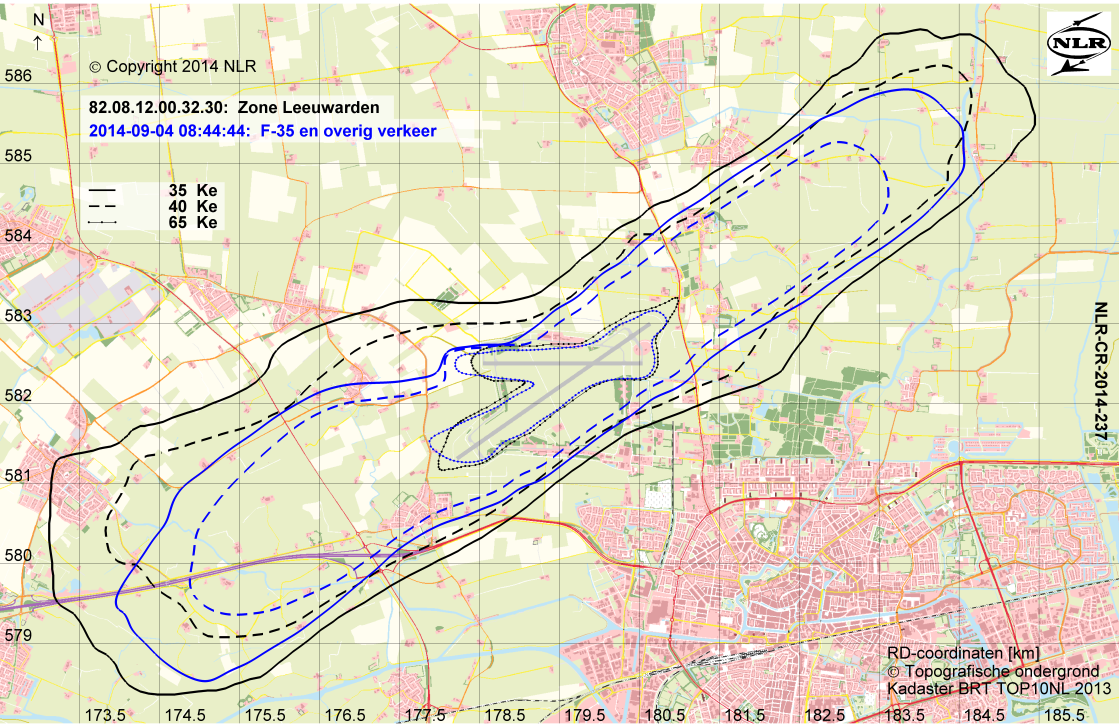 N
↑
NLR
© Copyright 2014 NLR
82.08.12.00.32.30: Zone Leeuwarden
2014-09-04 08:44:44: F-35 en overig verkeer
35 Ke
40 Ke
65 Ke
586
585
584
583
582
581
580
579
NLR-CR-2014-237
RD-coordinaten [km]
© Topografische ondergrond
Kadaster BRT TOP10NL 2013
173.5 174.5 175.5 176.5 177.5 178.5 179.5 180.5 181.5 182.5 183.5 184.5 185.5